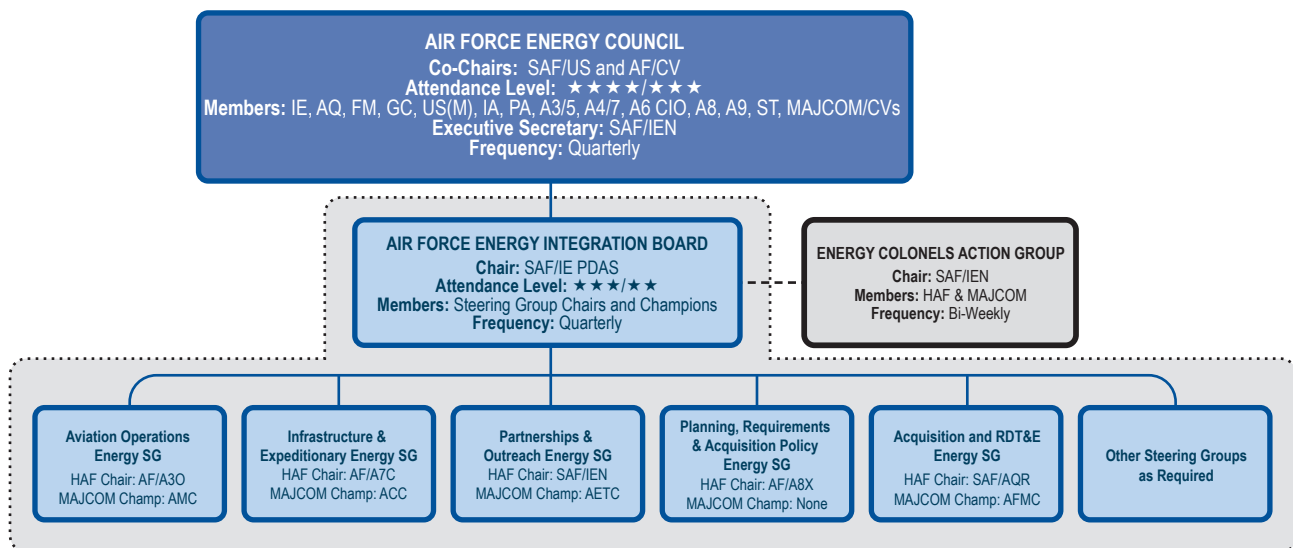 AIR FORCE ENERGY COUNCIL
Co-Chairs: SAF/US and AF/CV
Attendance Level: ★★★★/★★★
Members: IE, AQ, FM, GC, US(M), IA, PA, A3/5, A4/7, A6 CIO, A8, A9, ST, MAJCOM/CVs
Executive Secretary: SAF/IEN
Frequency: Quarterly
AIR FORCE ENERGY INTEGRATION BOARD
Chair: SAF/IE PDAS
Attendance Level: ★★★/★★
Members: Steering Group Chairs and Champions
Frequency: Quarterly
ENERGY COLONELS ACTION GROUP
Chair: SAF/IEN
Members: HAF & MAJCOM
Frequency: Bi-Weekly
Aviation Operations
Energy SG
HAF Chair: AF/A3O
MAJCOM Champ: AMC
Infrastructure &
Expeditionary Energy SG
HAF Chair: AF/A7C
MAJCOM Champ: ACC
Partnerships &
Outreach Energy SG
HAF Chair: SAF/IEN
MAJCOM Champ: AETC
Planning, Requirements
& Acquisition Policy
Energy SG
HAF Chair: AF/A8X
MAJCOM Champ: None
Acquisition and RDT&E
Energy SG
HAF Chair: SAF/AQR
MAJCOM Champ: AFMC
Other Steering Groups
as Required